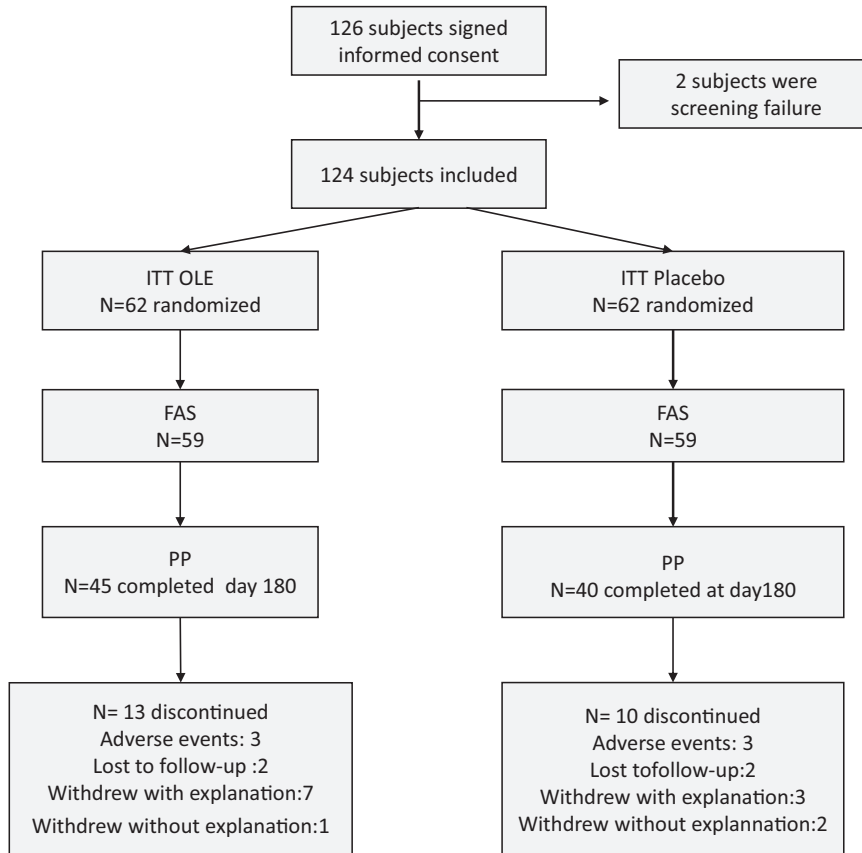 126 subjects signed
informed consent
2 subjects were
screening failure
124 subjects included
ITT OLE
N=62 randomized
ITT Placebo
N=62 randomized
FAS
N=59
FAS
N=59
PP
N=45 completed day 180
PP
N=40 completed at day180
N= 13 discontinued
Adverse events: 3
Lost to follow-up :2
Withdrew with explanation:7
Withdrew without explanation:1
N= 10 discontinued
Adverse events: 3
Lost tofollow-up:2
Withdrew with explanation:3
Withdrew without explannation:2